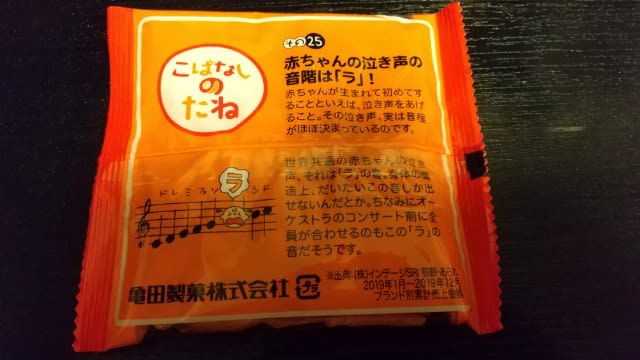 その25
こばなし
の
たね
赤ちゃんの泣き声の
音階は「ラ」!
赤ちゃんが生まれて初めてす
ることといえば、泣き声をあげ
ること。その泣き声、実は音程
がほぼ決まっているのです。
世界共通の赤ちゃんの泣き
声、それは「ラ」の音。身体の構
造上、だいたいこの音しか出
せないんだとか。ちなみにオー
ケストラのコンサート前に全
員が合わせるのもこの「ラ」の
音だそうです。
ドレミファソラシド
亀田製菓株式会社 プラ
※出典:(株)インテージSRI 煎餅・あられ
2019年1月〜2019年12月
ブランド別累計売上金額